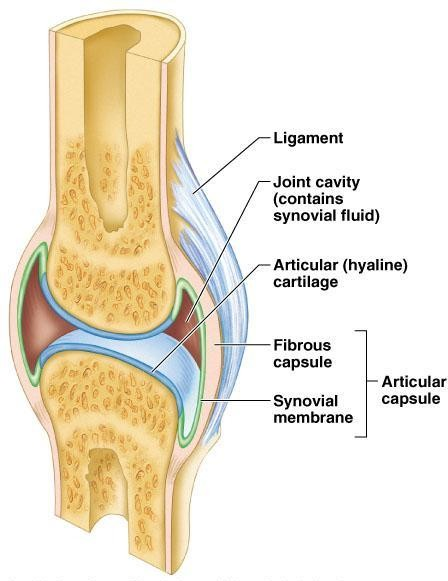 Ligament
Joint cavity
(contains
synovial fluid)
Articular (hyaline)
cartilage
Fibrous
capsule
Synovial
membrane
Articular
capsule